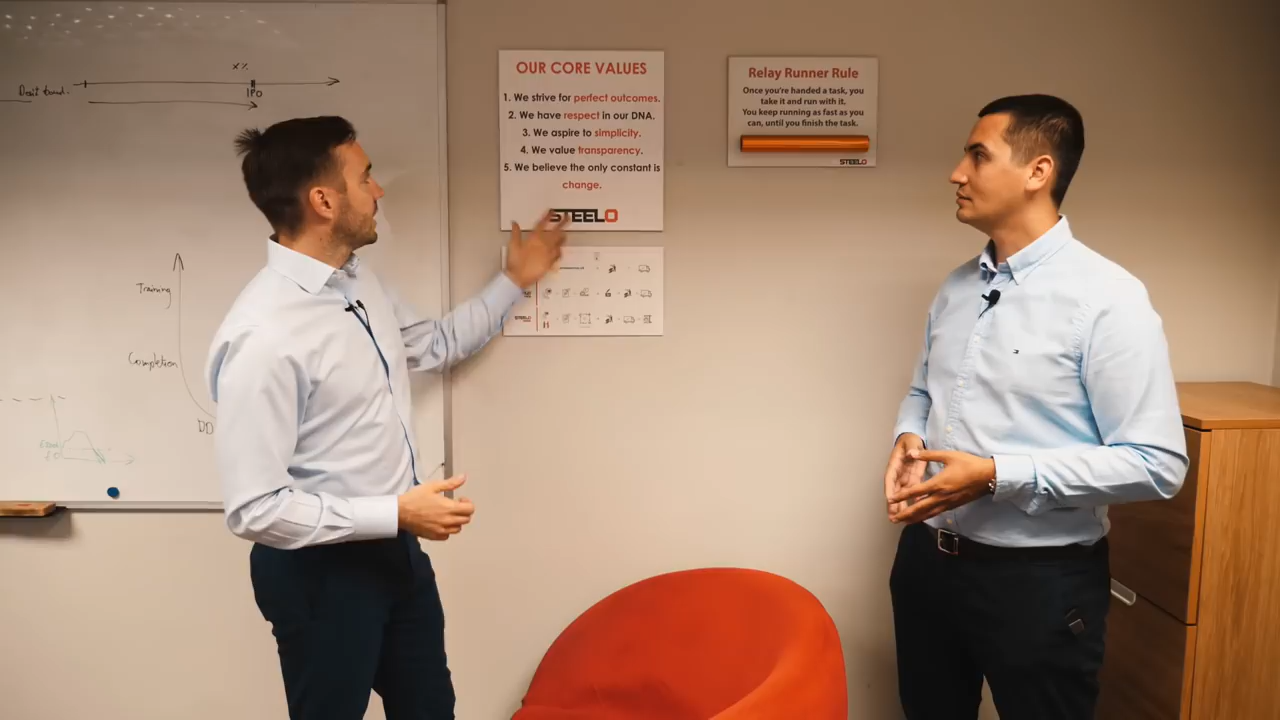 x%
IPO
Training
Completion
DD
OUR CORE VALUES
1. We strive for perfect outcomes.
2. We have respect in our DNA.
3. We aspire to simplicity.
4. We value transparency.
5. We believe the only constant is
change.
STEELO
STEELO
Relay Runner Rule
Once you're handed a task, you
take it and run with it.
You keep running as fast as you
can, until you finish the task.
STEELO